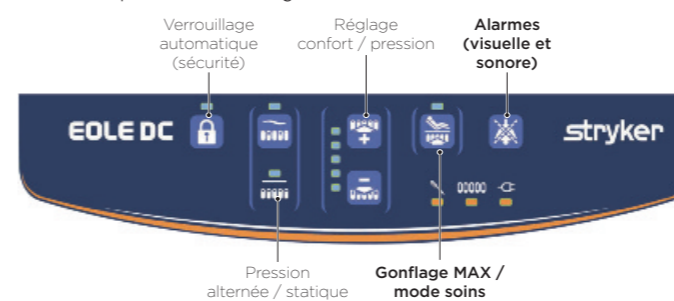 Verrouillage
automatique
(sécurité)
Réglage
confort / pression
Alarmes
(visuelle et
sonore)
EOLE DC
stryker
Pression
alternée / statique
Gonflage MAX /
mode soins